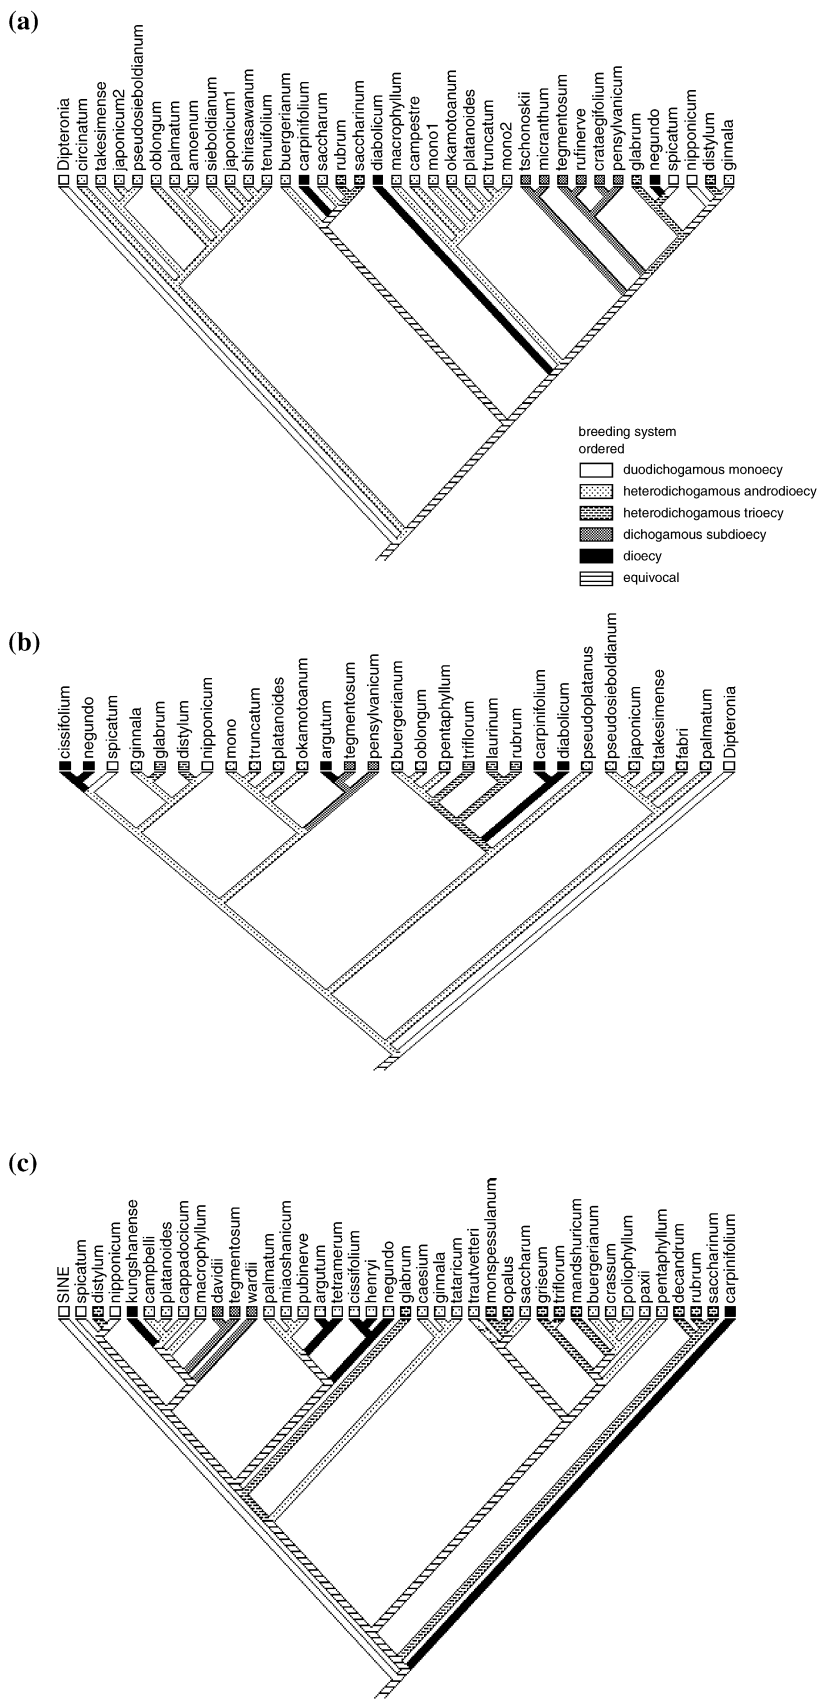 (a)
Dipteronia
circinatum
takesimense
japonicum2
pseudosieboldianum
oblongum
palmatum
amoenum
sieboldianum
japonicum1
shirasawanum
tenuifolium
buergerianum
carpinifolium
saccharum
rubrum
saccharinum
diabolicum
macrophyllum
campestre
mono1
okamotoanum
platanoides
truncatum
mono2
tschonoskii
micranthum
tegmentosum
rufinerve
crataegifolium
pensylvanicum
glabrum
negundo
spicatum
nipponicum
distylum
ginnala
breeding system
ordered
duodichogamous monoecy
heterodichogamous androdioecy
heterodichogamous trioecy
dichogamous subdioecy
dioecy
equivocal
(b)
cissifolium
negundo
spicatum
ginnala
glabrum
distylum
nipponicum
mono
truncatum
platanoides
okamotoanum
argutum
tegmentosum
pensylvanicum
buergerianum
oblongum
pentaphyllum
triflorum
laurinum
rubrum
carpinifolium
diabolicum
pseudoplatanus
pseudosieboldianum
japonicum
takesimense
fabri
palmatum
Dipteronia
(c)
SINE
spicatum
distylum
nipponicum
kungshanense
campbelli
platanoides
cappadocicum
macrophyllum
davidii
tegmentosum
wardii
palmatum
miaoshanicum
pubinerve
argutum
tetramerum
cissifolium
henryi
negundo
glabrum
caesium
ginnala
tataricum
trautvetteri
monspessulanum
opalus
saccharum
griseum
triflorum
mandshuricum
buergerianum
crassum
poliophyllum
paxii
pentaphyllum
decandrum
rubrum
saccharinum
carpinifolium